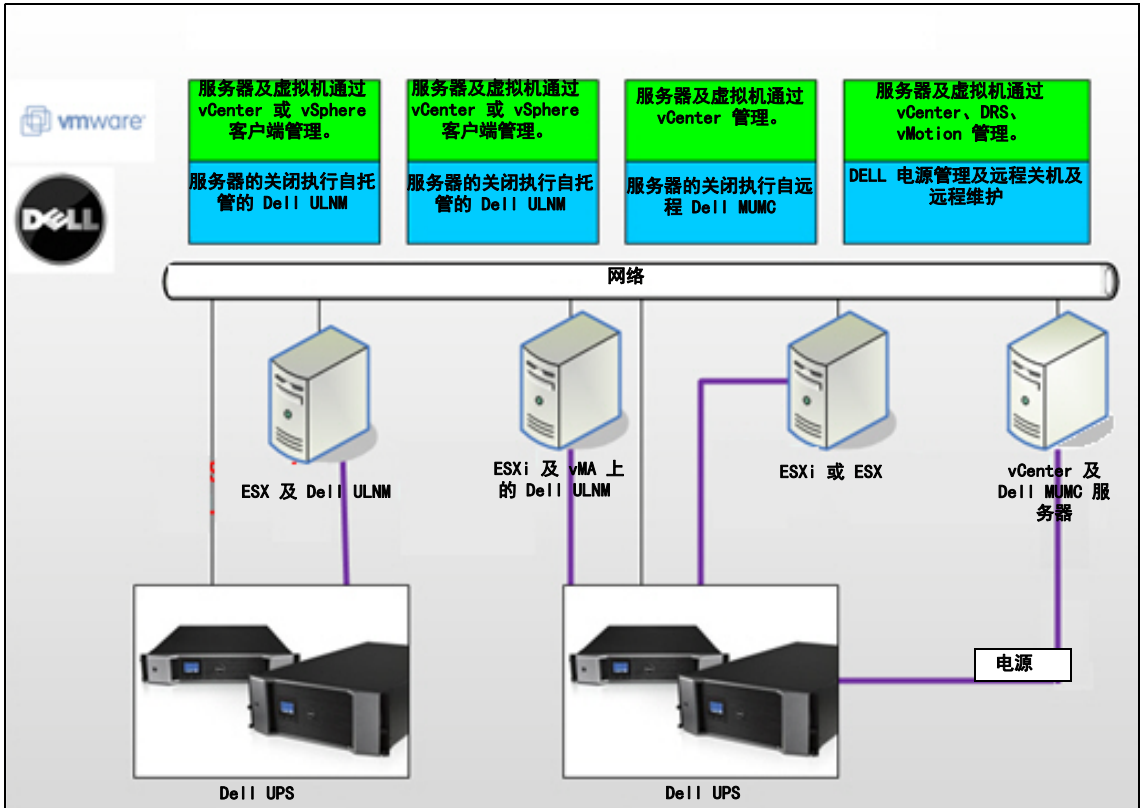 服务器及虚拟机通过
vCenter 或 vSphere
客户端管理。
服务器及虚拟机通过
vCenter 或 vSphere
客户端管理。
服务器及虚拟机通过
vCenter 管理。
服务器及虚拟机通过
vCenter、DRS、
vMotion 管理。
vmware
服务器的关闭执行自托
管的 Dell ULNM
服务器的关闭执行自托
管的 Dell ULNM
服务器的关闭执行自远
程 Dell MUMC
DELL 电源管理及远程关机及
远程维护
DELL
网络
ESX 及 Dell ULNM
ESXi 及 vMA 上
的 Dell ULNM
ESXi 或 ESX
vCenter 及
Dell MUMC 服
务器
电源
Dell UPS
Dell UPS